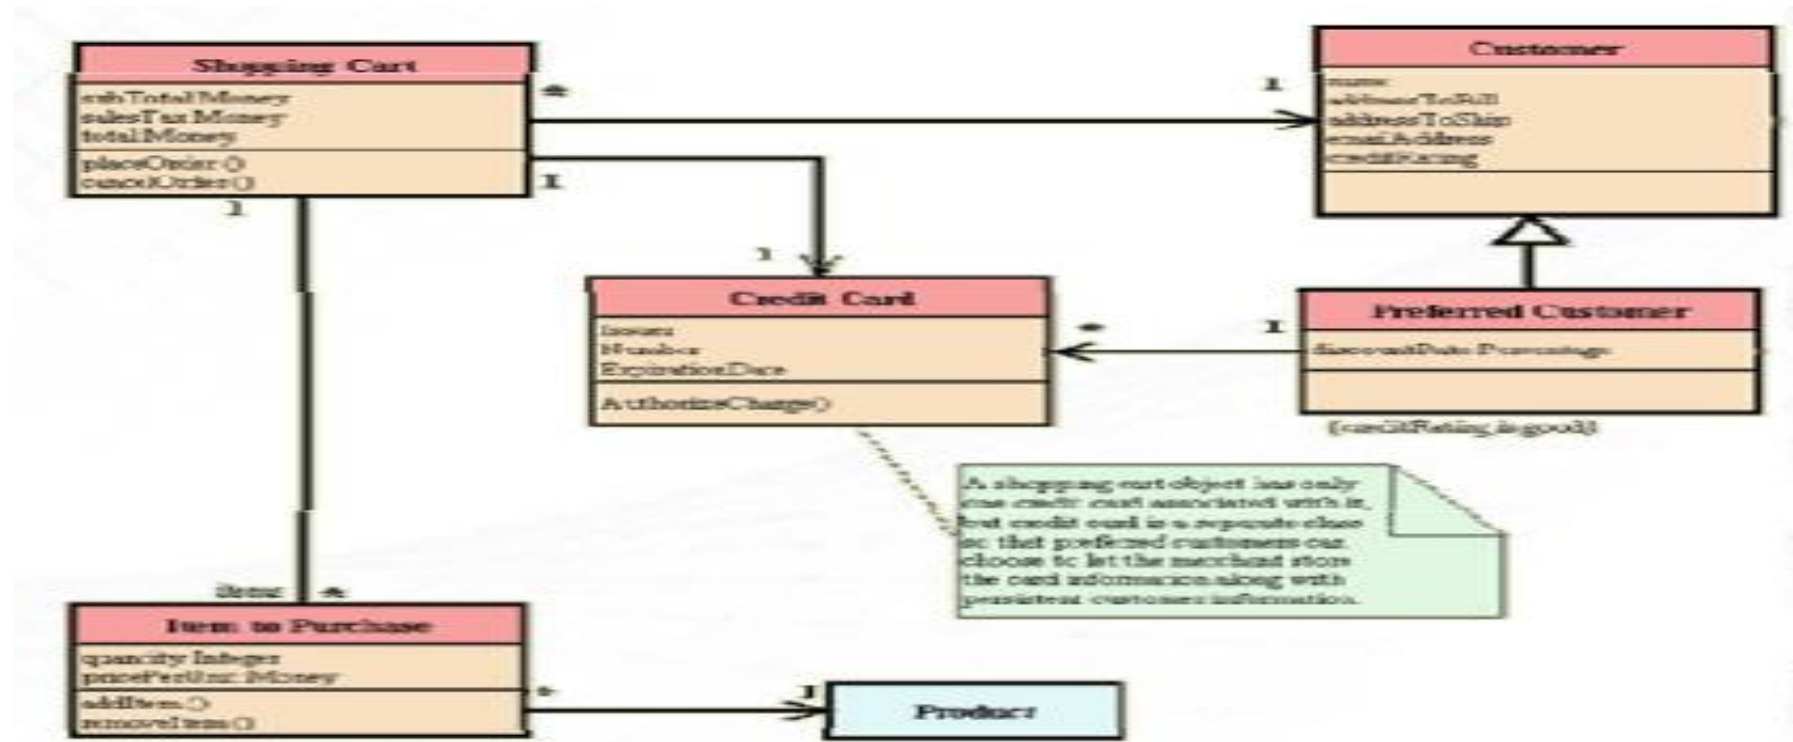 Shopping Cart
subTotal:Money
salesTax:Money
totalMoney
placeOrder ()
cancelOrder ()
*
1
1
1
1
Customer
name
addressToBill
addressToShip
emailAddress
creditRating
Credit Card
Issuer
Number
ExpirationDate
AuthorizeCharge()
*
1
Preferred Customer
discountRate:Percentage
{creditRating is good}
A shopping cart object has only
one credit card associated with it,
but credit card is a separate class
so that preferred customers can
choose to let the merchant store
the card information along with
persistent customer information.
*
Item to Purchase
quantity:Integer
pricePerUnit:Money
addItem ()
removeItem ()
*
1
Product